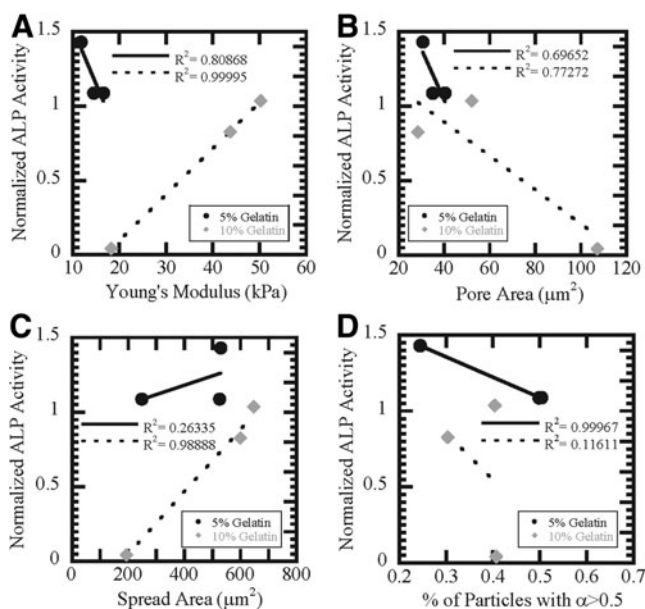 A
R²= 0.80868
R²= 0.99995
Normalized ALP Activity
1.5
1
0.5
0
5% Gelatin
10% Gelatin
10 20 30 40 50 60
Young's Modulus (kPa)
B
R²= 0.69652
R²= 0.77272
Normalized ALP Activity
1.5
1
0.5
0
5% Gelatin
10% Gelatin
20 40 60 80 100 120
Pore Area (µm²)
C
Normalized ALP Activity
1.5
1
0.5
0
R²= 0.26335
R²= 0.98888
5% Gelatin
10% Gelatin
0 200 400 600 800
Spread Area (µm²)
D
Normalized ALP Activity
1.5
1
0.5
0
R²= 0.99967
R²= 0.11611
5% Gelatin
10% Gelatin
0.2 0.3 0.4 0.5 0.6 0.7
% of Particles with α>0.5